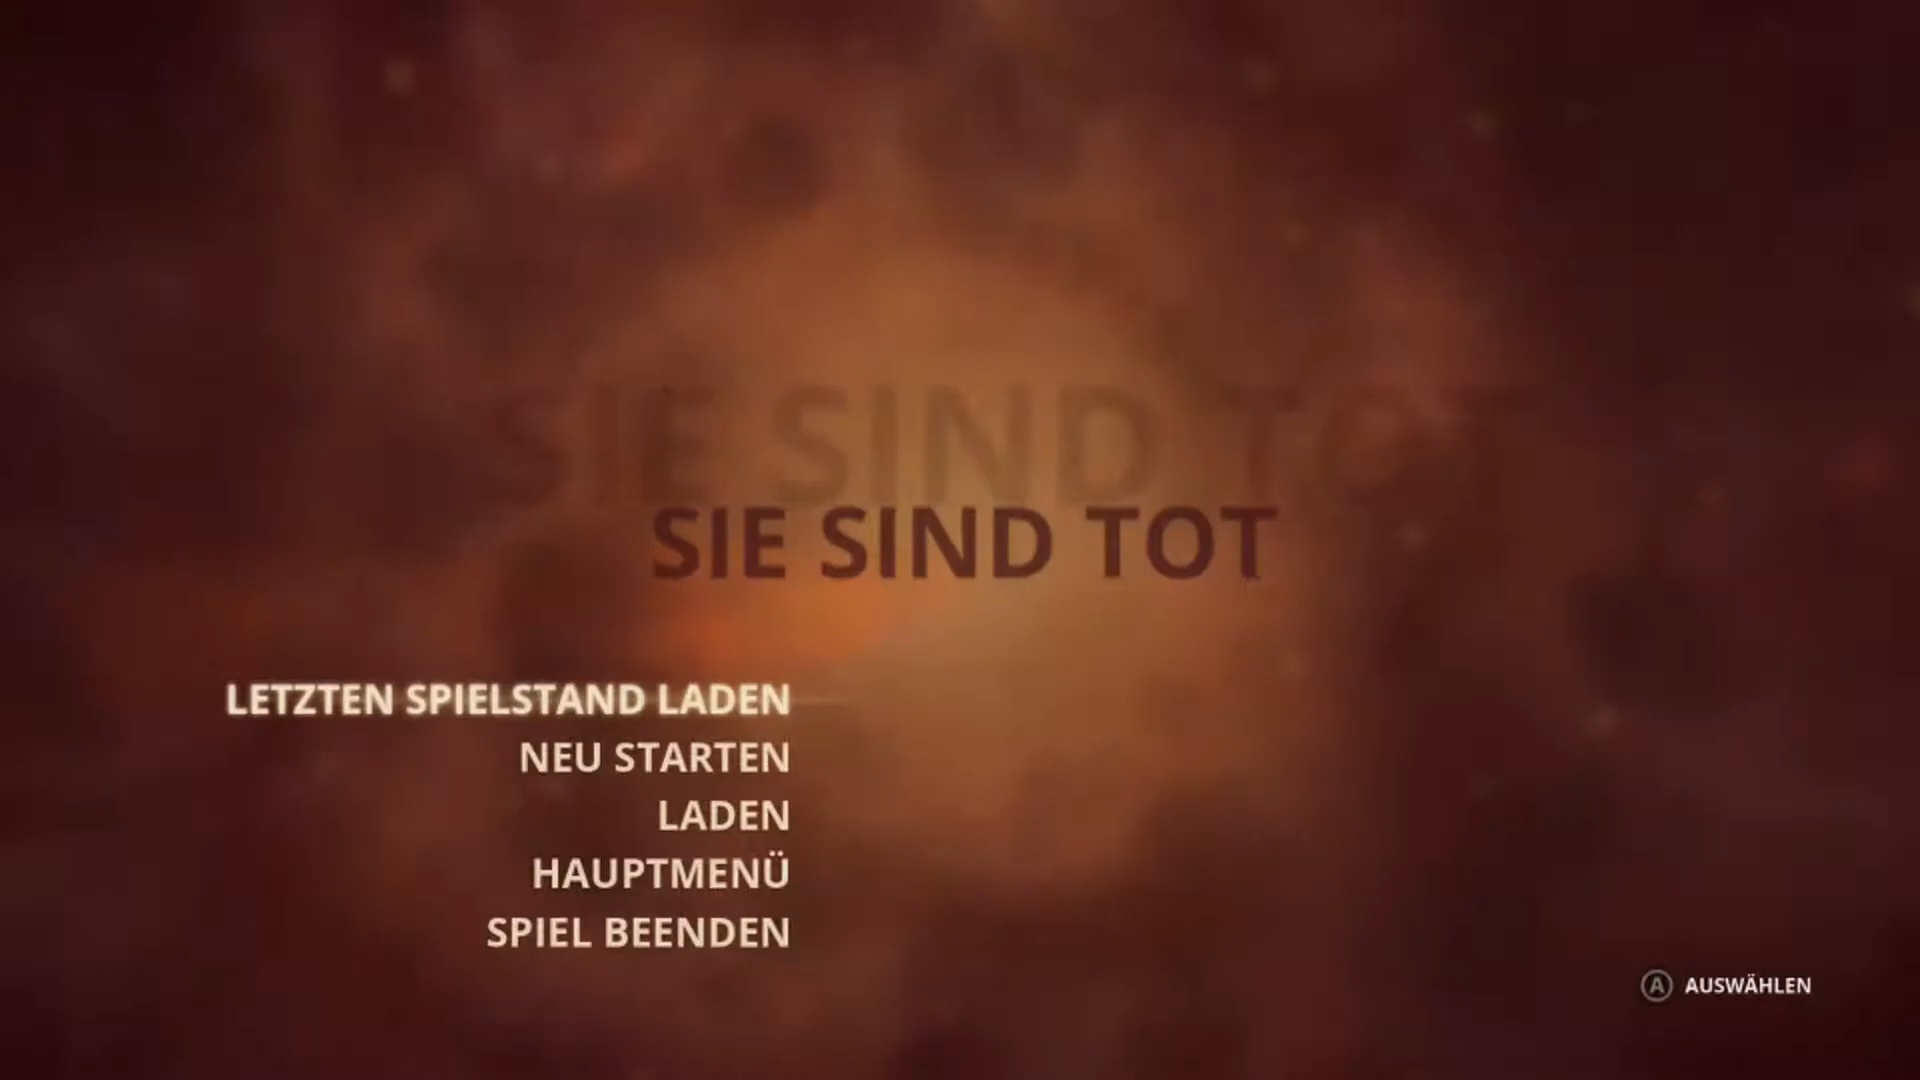 SIE SIND TOT
SIE SIND TOT
LETZTEN SPIELSTAND LADEN
NEU STARTEN
LADEN
HAUPTMENÜ
SPIEL BEENDEN
A AUSWÄHLEN